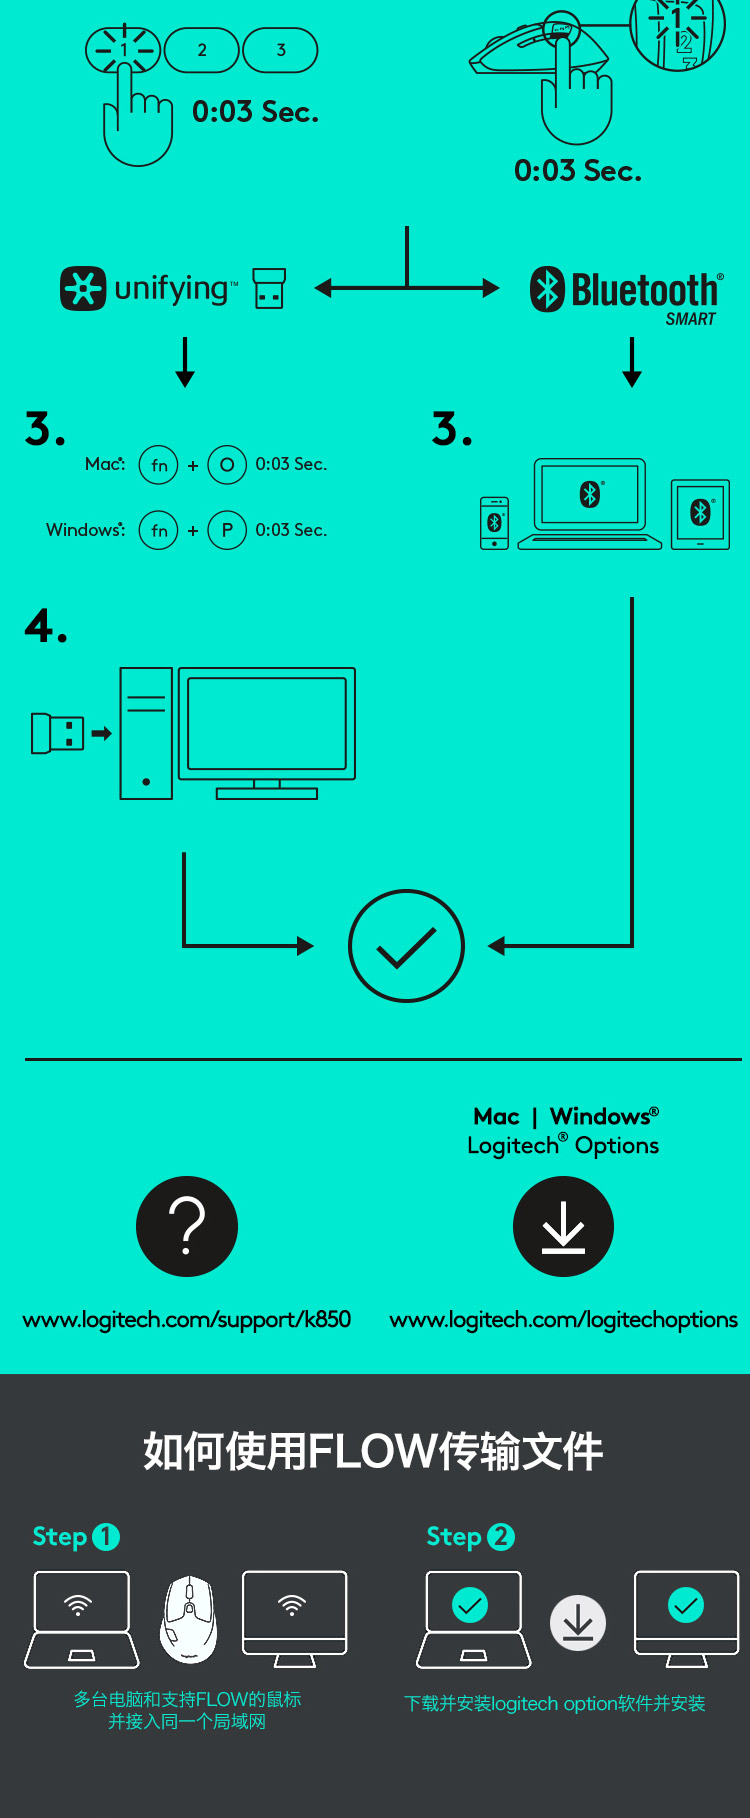 1 2 3
1
2
3
0:03 Sec.
0:03 Sec.
unifying™
Bluetooth®
SMART
3.
Mac®: fn + O 0:03 Sec.
Windows®: fn + P 0:03 Sec.
3.
4.
Mac | Windows®
Logitech® Options
?
www.logitech.com/support/k850
www.logitech.com/logitechoptions
如何使用FLOW传输文件
Step 1
Step 2
多台电脑和支持FLOW的鼠标
并接入同一个局域网
下载并安装logitech option软件并安装